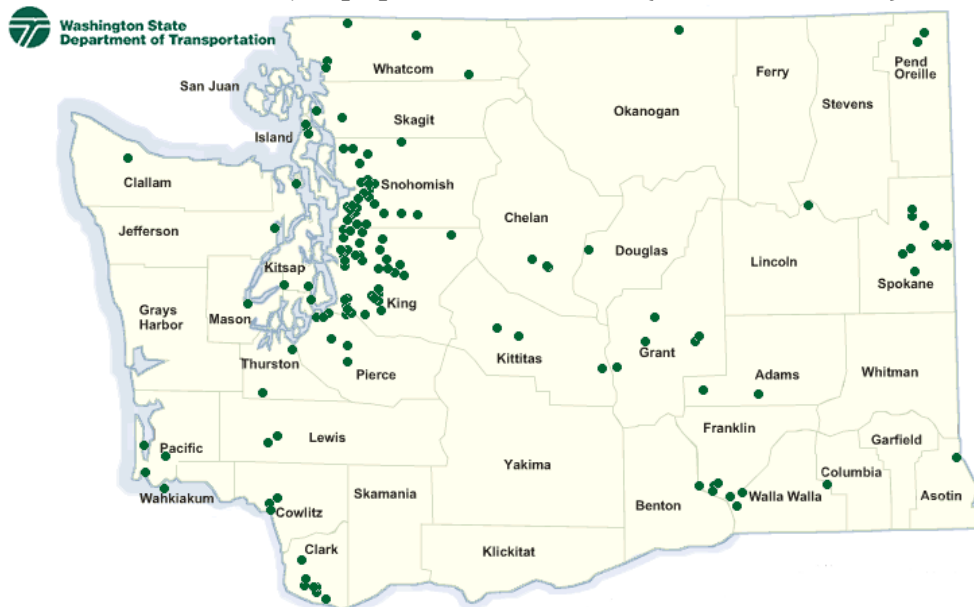 Washington State
Department of Transportation
Whatcom
San Juan
Skagit
Island
Okanogan
Ferry
Stevens
Pend
Oreille
Clallam
Snohomish
Jefferson
Chelan
Douglas
Lincoln
Spokane
Kitsap
King
Mason
Grays
Harbor
Thurston
Pierce
Kittitas
Grant
Adams
Whitman
Pacific
Lewis
Franklin
Garfield
Yakima
Wahkiakum
Cowlitz
Skamania
Benton
Walla Walla
Columbia
Asotin
Clark
Klickitat